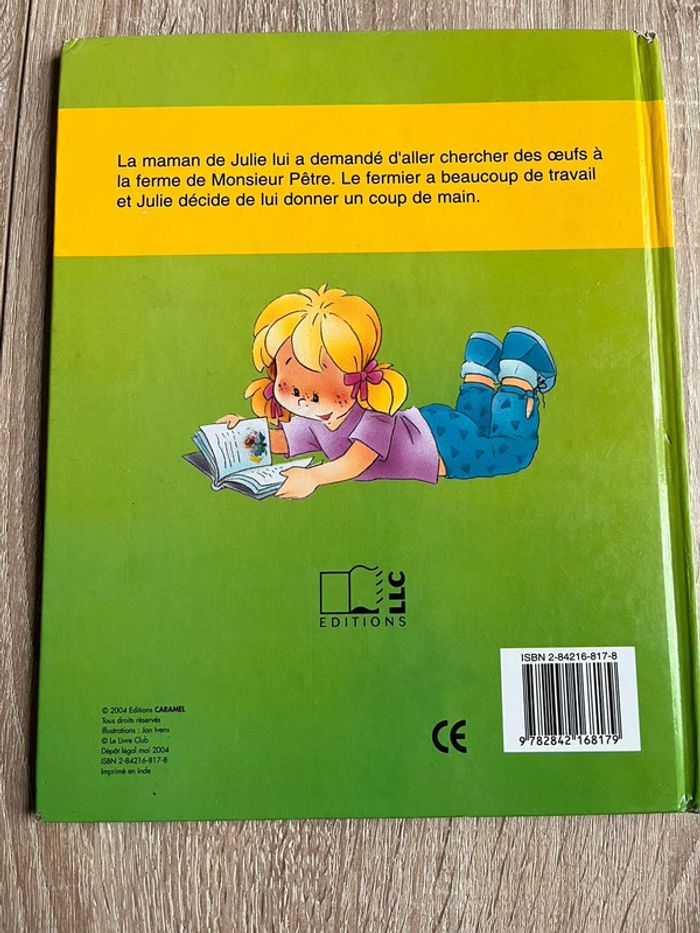 La maman de Julie lui a demandé d'aller chercher des œufs à
la ferme de Monsieur Pêtre. Le fermier a beaucoup de travail
et Julie décide de lui donner un coup de main.
LLC
EDITIONS
ISBN 2-84216-817-8
9 782842 168179
CE
© 2004 Editions CARAMEL
Tous droits réservés
Illustrations : Jan Ivens
© Le Livre Club
Dépôt légal mai 2004
ISBN 2-84216-817-8
Imprimé en Inde